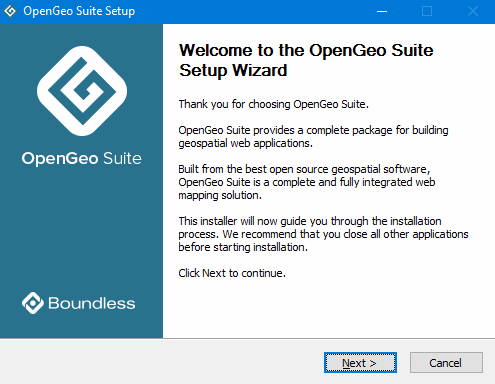 OpenGeo Suite Setup
OpenGeo Suite
Welcome to the OpenGeo Suite
Setup Wizard
Thank you for choosing OpenGeo Suite.
OpenGeo Suite provides a complete package for building
geospatial web applications.
Built from the best open source geospatial software,
OpenGeo Suite is a complete and fully integrated web
mapping solution.
This installer will now guide you through the installation
process. We recommend that you close all other applications
before starting installation.
Click Next to continue.
Boundless
Next >
Cancel